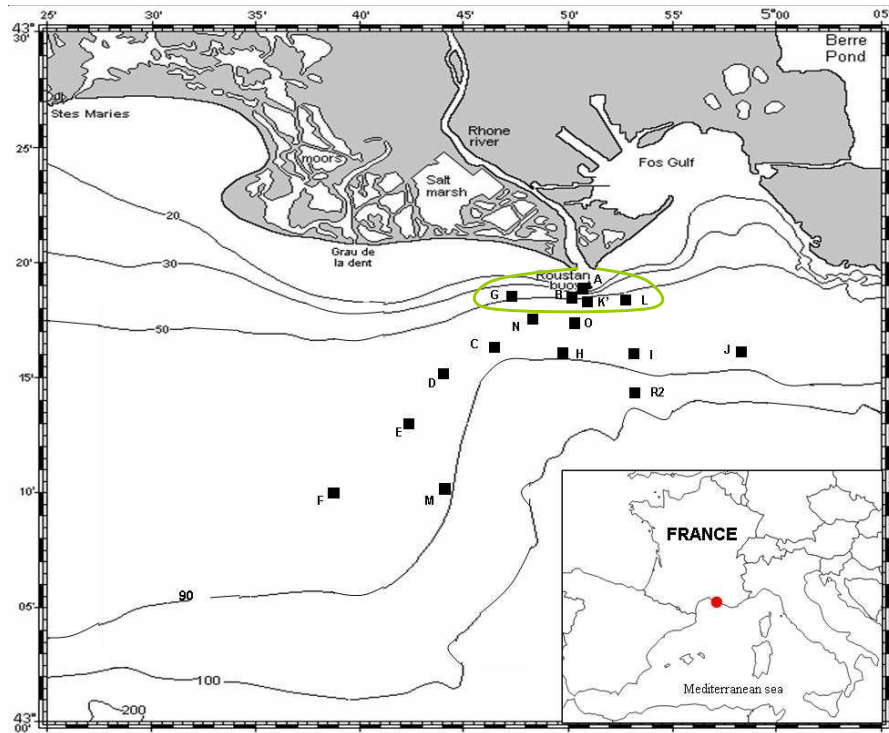 25 30 35 40 45 50 55 5°00 05
43°
30'
Berre
Pond
Stes Maries
Rhone
river
25'
moors
Fos Gulf
Salt
marsh
20
Grau de
la dent
30
20'
Roustan
buoy
A
G
B
K'
L
50
N
O
C
H
I
J
15'
D
R2
E
10'
F
M
FRANCE
90
05'
100
Mediterranean sea
200
43°
00'